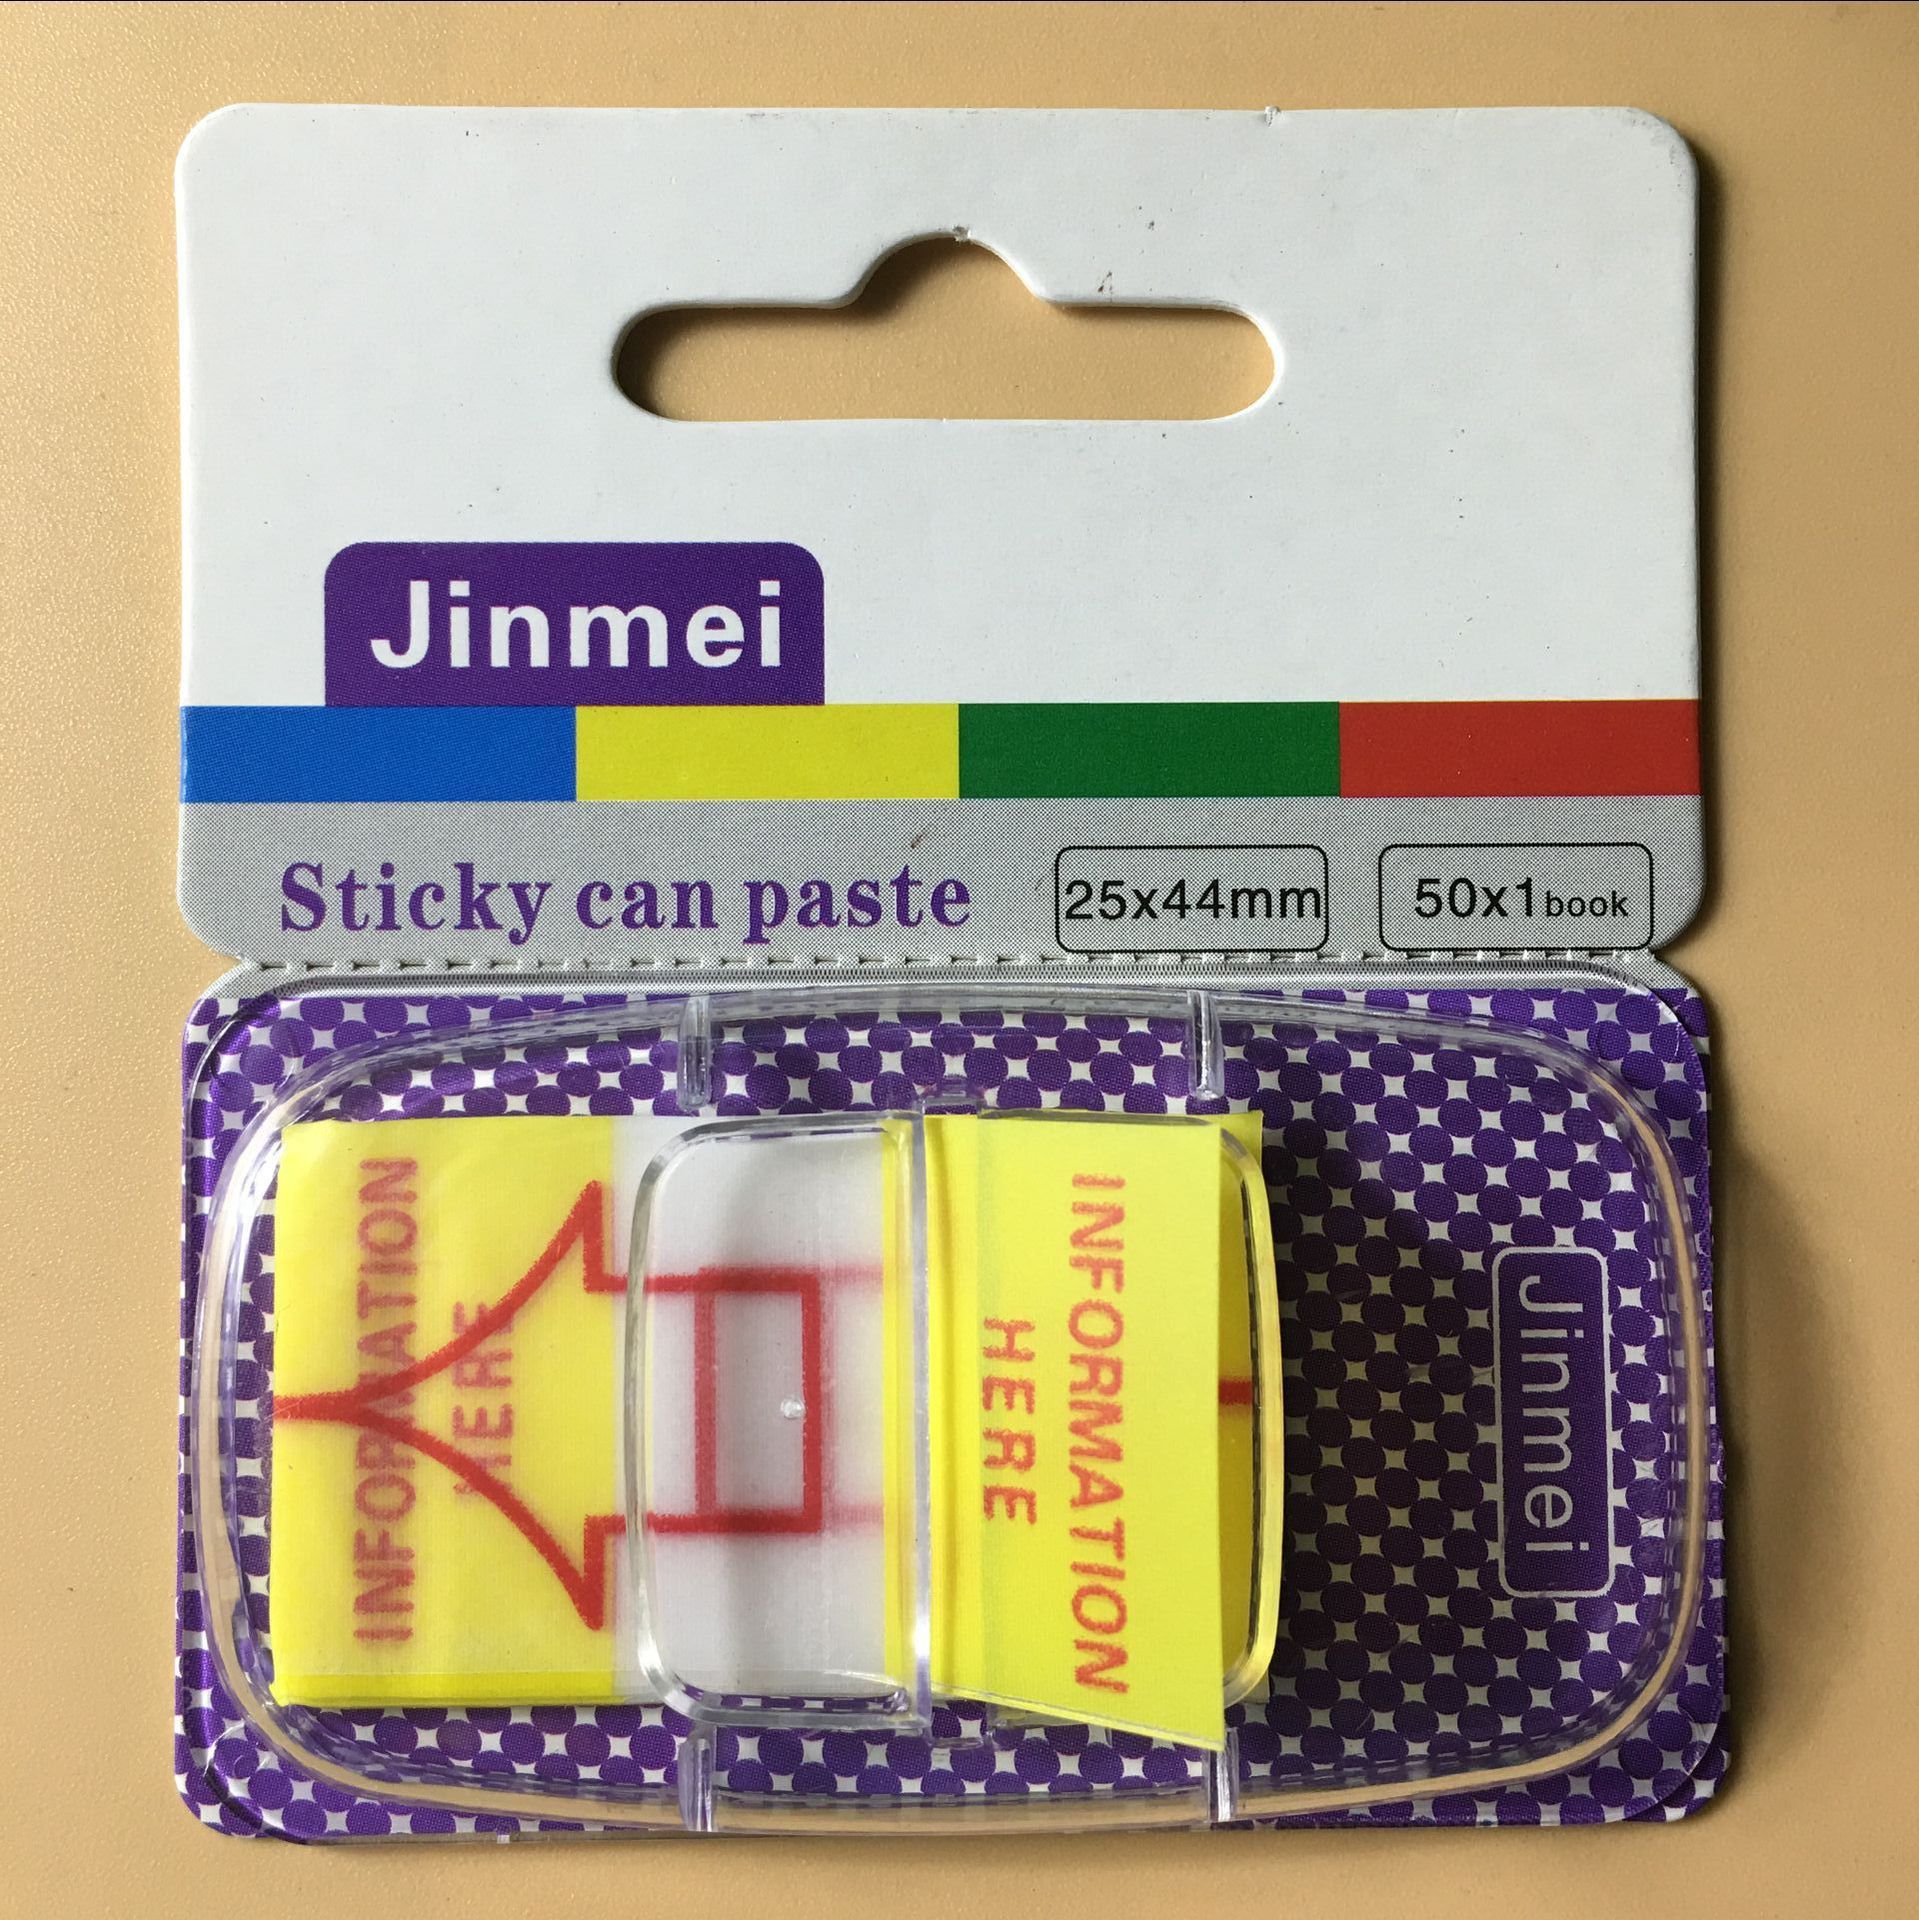 Jinmei
Sticky can paste
25x44mm
50x1book
INFORMATION
HERE
INFORMATION
HERE
Jinmei